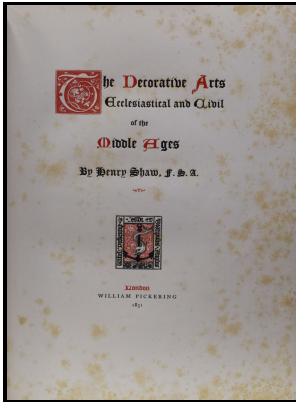 The Decorative Arts
Ecclesiastical and Civil
of the
Middle Ages
By Henry Shaw, F. S. A.
London
WILLIAM PICKERING
1851